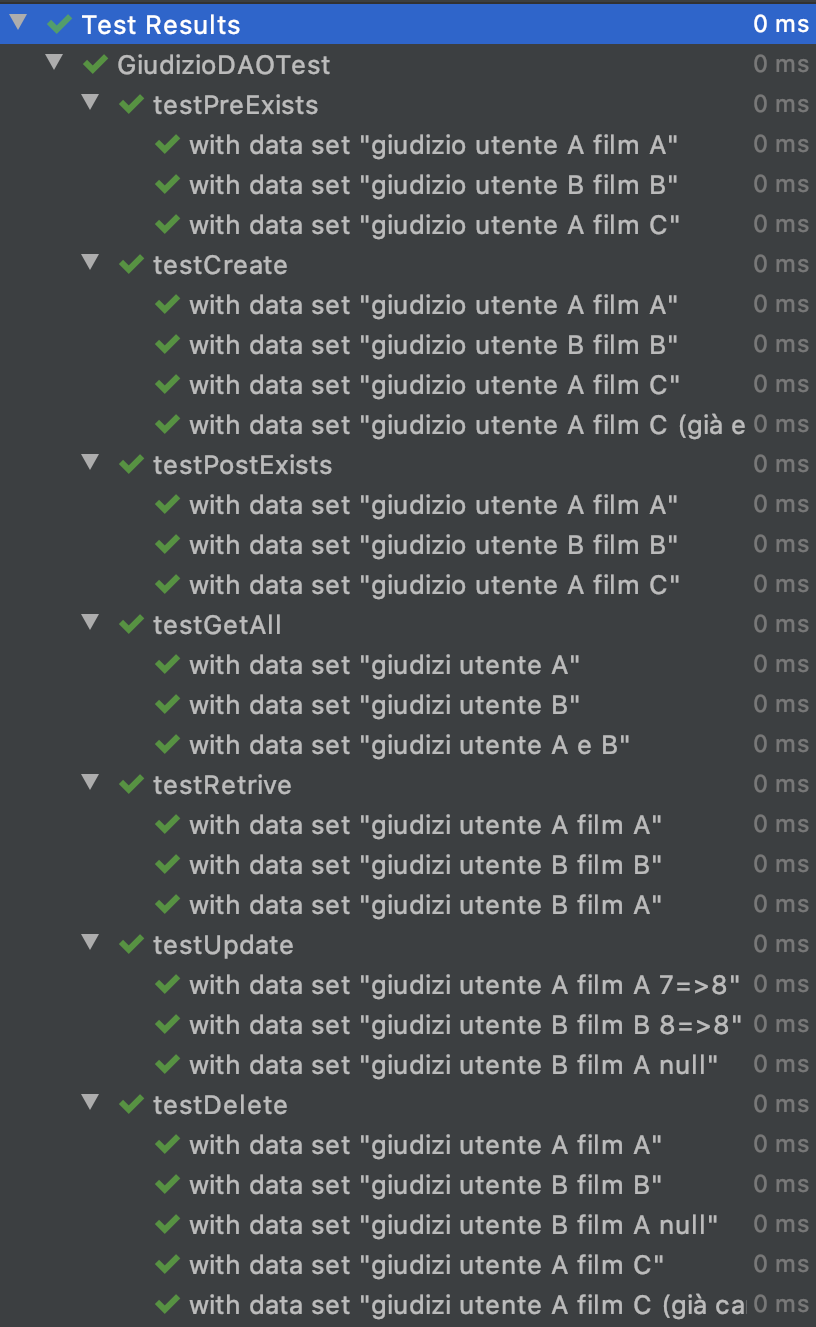 Test Results 0 ms
GiudizioDAOTest 0 ms
testPreExists 0 ms
with data set "giudizio utente A film A" 0 ms
with data set "giudizio utente B film B" 0 ms
with data set "giudizio utente A film C" 0 ms
testCreate 0 ms
with data set "giudizio utente A film A" 0 ms
with data set "giudizio utente B film B" 0 ms
with data set "giudizio utente A film C" 0 ms
with data set "giudizio utente A film C (già e 0 ms
testPostExists 0 ms
with data set "giudizio utente A film A" 0 ms
with data set "giudizio utente B film B" 0 ms
with data set "giudizio utente A film C" 0 ms
testGetAll 0 ms
with data set "giudizi utente A" 0 ms
with data set "giudizi utente B" 0 ms
with data set "giudizi utente A e B" 0 ms
testRetrive 0 ms
with data set "giudizi utente A film A" 0 ms
with data set "giudizi utente B film B" 0 ms
with data set "giudizi utente B film A" 0 ms
testUpdate 0 ms
with data set "giudizi utente A film A 7=>8" 0 ms
with data set "giudizi utente B film B 8=>8" 0 ms
with data set "giudizi utente B film A null" 0 ms
testDelete 0 ms
with data set "giudizi utente A film A" 0 ms
with data set "giudizi utente B film B" 0 ms
with data set "giudizi utente B film A null" 0 ms
with data set "giudizi utente A film C" 0 ms
with data set "giudizi utente A film C (già ca 0 ms